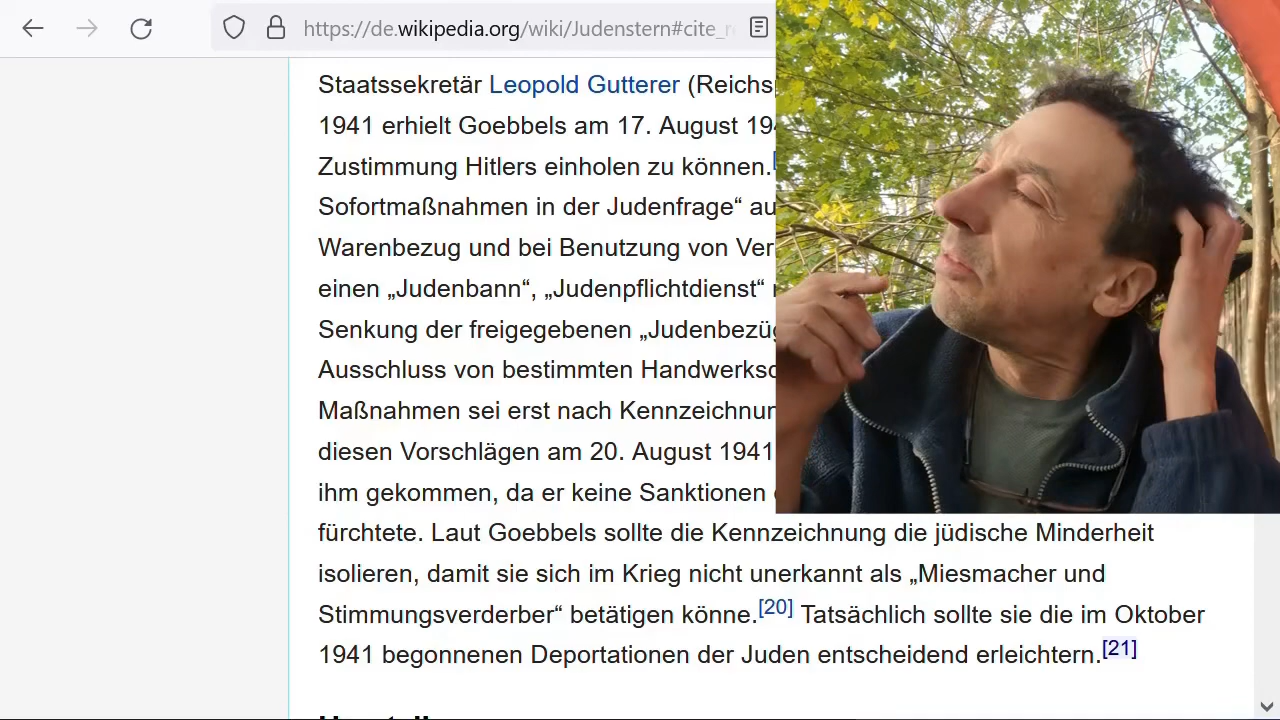 https://de.wikipedia.org/wiki/Judenstern#cite_r
Staatssekretär Leopold Gutterer (Reichs
1941 erhielt Goebbels am 17. August 194
Zustimmung Hitlers einholen zu können.
Sofortmaßnahmen in der Judenfrage“ au
Warenbezug und bei Benutzung von Ver
einen „Judenbann“, „Judenpflichtdienst“
Senkung der freigegebenen „Judenbezüg
Ausschluss von bestimmten Handwerks
Maßnahmen sei erst nach Kennzeichnun
diesen Vorschlägen am 20. August 1941
ihm gekommen, da er keine Sanktionen
fürchtete. Laut Goebbels sollte die Kennzeichnung die jüdische Minderheit
isolieren, damit sie sich im Krieg nicht unerkannt als „Miesmacher und
Stimmungsverderber“ betätigen könne.[20] Tatsächlich sollte sie die im Oktober
1941 begonnenen Deportationen der Juden entscheidend erleichtern.[21]